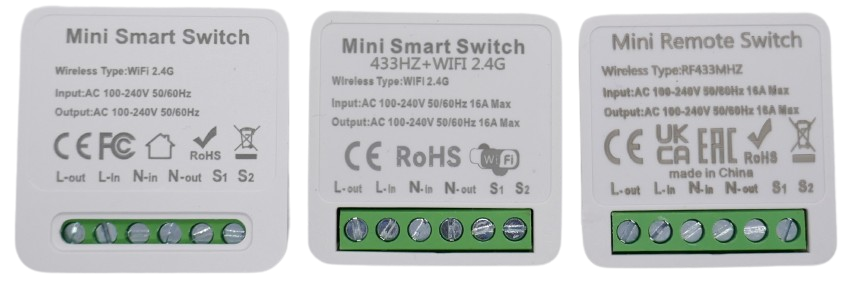 Mini Smart Switch
Wireless Type:WiFi 2.4G
Input:AC 100-240V 50/60Hz
Output:AC 100-240V 50/60Hz
CE FC RoHS
L-out L-in N-in N-out S1 S2
Mini Smart Switch
433HZ+WIFI 2.4G
Wireless Type:WiFi 2.4G
Input:AC 100-240V 50/60Hz 16A Max
Output:AC 100-240V 50/60Hz 16A Max
CE RoHS Wi Fi
L-out L-in N-in N-out S1 S2
Mini Remote Switch
Wireless Type:RF433MHZ
Input:AC 100-240V 50/60Hz 16A Max
Output:AC 100-240V 50/60Hz 16A Max
CE UK CA EAC RoHS
made in China
L-out L-in N-in N-out S1 S2